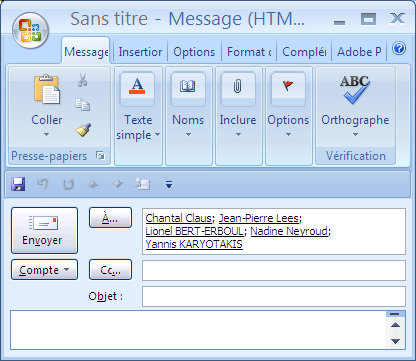 Sans titre - Message (HTM...
Message Insertion Options Format d Complé Adobe P
Coller
Texte simple
Noms
Inclure
Options
ABC
Orthographe
Presse-papiers
Vérification
Envoyer
À...
Chantal Claus; Jean-Pierre Lees;
Lionel BERT-ERBOUL; Nadine Neyroud;
Yannis KARYOTAKIS
Compte
Cc...
Objet :